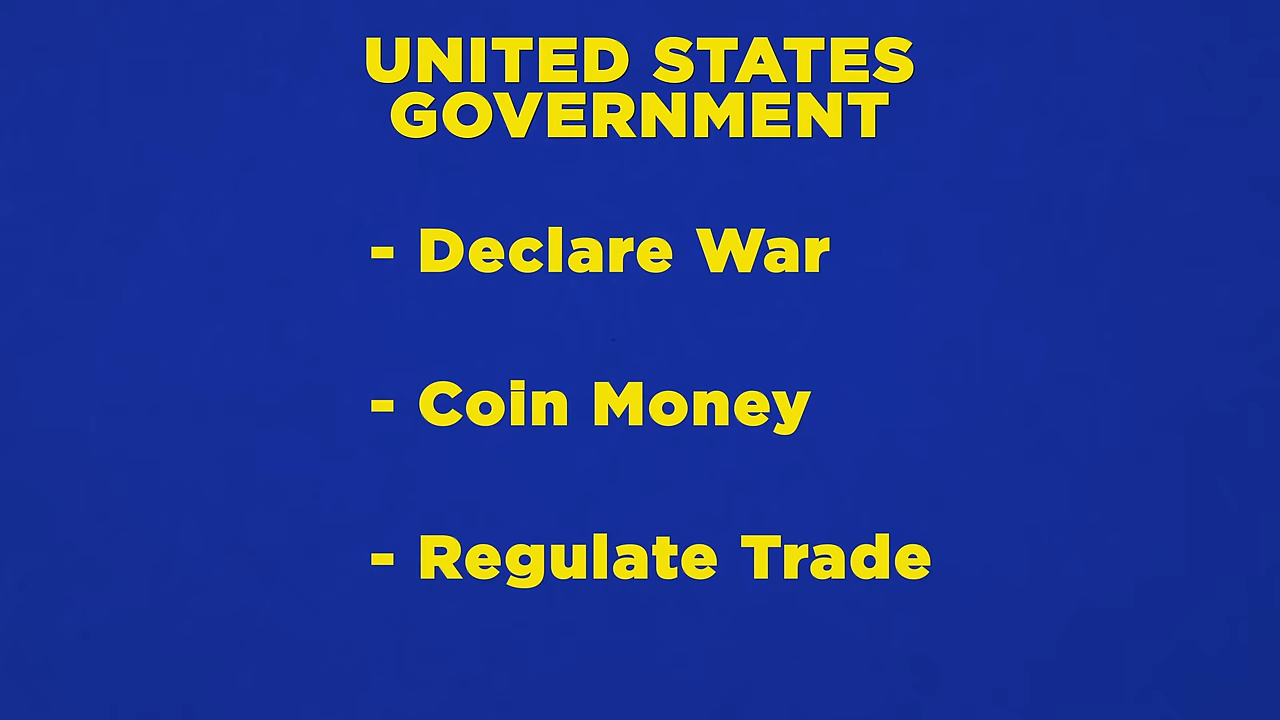 UNITED STATES
GOVERNMENT
- Declare War
- Coin Money
- Regulate Trade